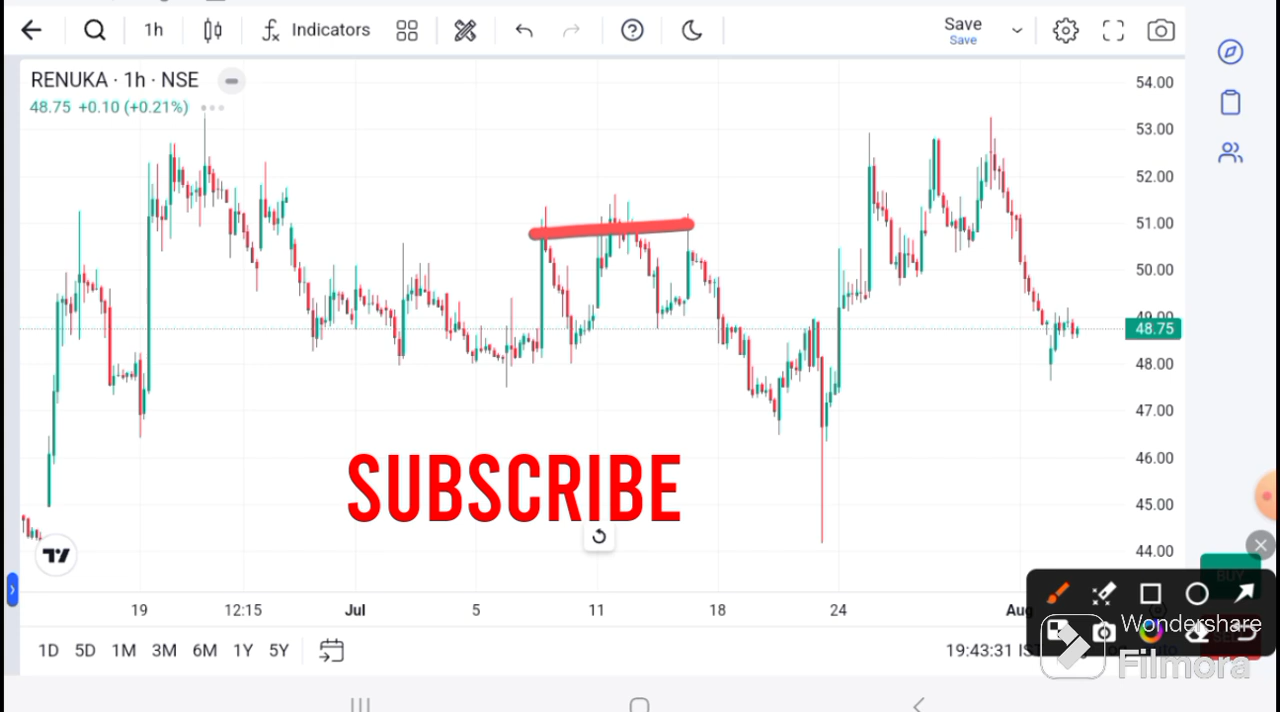 1h
Indicators
Save
Save
RENUKA · 1h · NSE
48.75 +0.10 (+0.21%)
54.00
53.00
52.00
51.00
50.00
49.00
48.75
48.00
47.00
46.00
45.00
44.00
SUBSCRIBE
BUY
19
12:15
Jul
5
11
18
24
Aug
1D
5D
1M
3M
6M
1Y
5Y
19:43:31
Wondershare
Filmora